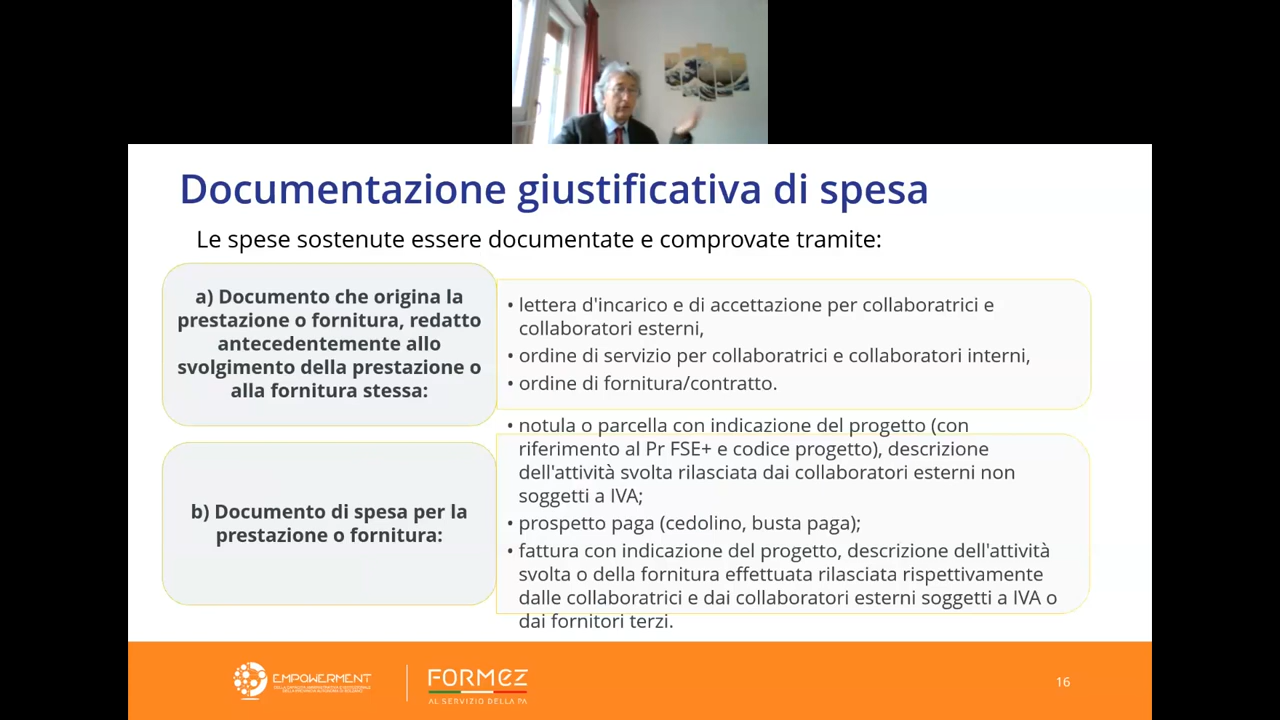 Documentazione giustificativa di spesa
Le spese sostenute essere documentate e comprovate tramite:
a) Documento che origina la
prestazione o fornitura, redatto
antecedentemente allo
svolgimento della prestazione o
alla fornitura stessa:
• lettera d'incarico e di accettazione per collaboratrici e
collaboratori esterni,
• ordine di servizio per collaboratrici e collaboratori interni,
• ordine di fornitura/contratto.
b) Documento di spesa per la
prestazione o fornitura:
• notula o parcella con indicazione del progetto (con
riferimento al Pr FSE+ e codice progetto), descrizione
dell'attività svolta rilasciata dai collaboratori esterni non
soggetti a IVA;
• prospetto paga (cedolino, busta paga);
• fattura con indicazione del progetto, descrizione dell'attività
svolta o della fornitura effettuata rilasciata rispettivamente
dalle collaboratrici e dai collaboratori esterni soggetti a IVA o
dai fornitori terzi.
EMPOWERMENT
FORMEZ
AL SERVIZIO DELLA PA
16